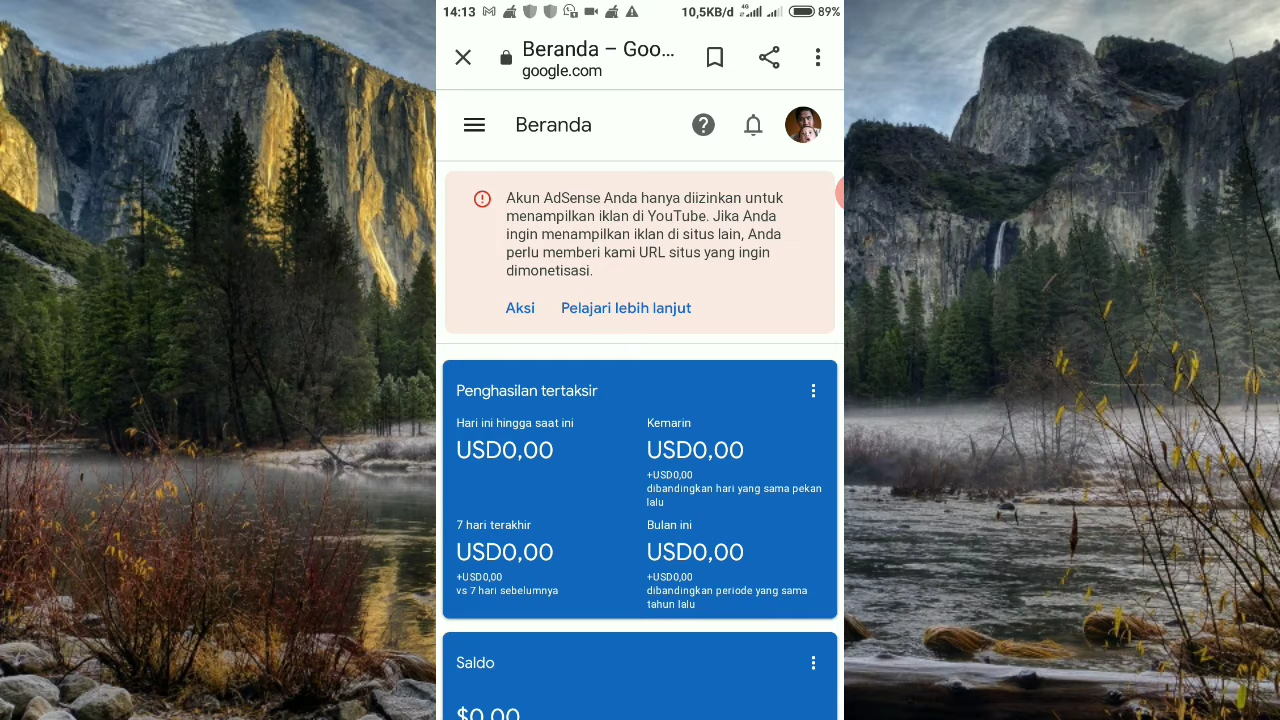 14:13 10,5KB/d 4G 89%
Beranda – Goo...
google.com
Beranda
Akun AdSense Anda hanya diizinkan untuk
menampilkan iklan di YouTube. Jika Anda
ingin menampilkan iklan di situs lain, Anda
perlu memberi kami URL situs yang ingin
dimonetisasi.
Aksi Pelajari lebih lanjut
Penghasilan tertaksir
Hari ini hingga saat ini
USD0,00
Kemarin
USD0,00
+USD0,00
dibandingkan hari yang sama pekan
lalu
7 hari terakhir
USD0,00
+USD0,00
vs 7 hari sebelumnya
Bulan ini
USD0,00
+USD0,00
dibandingkan periode yang sama
tahun lalu
Saldo
$0,00